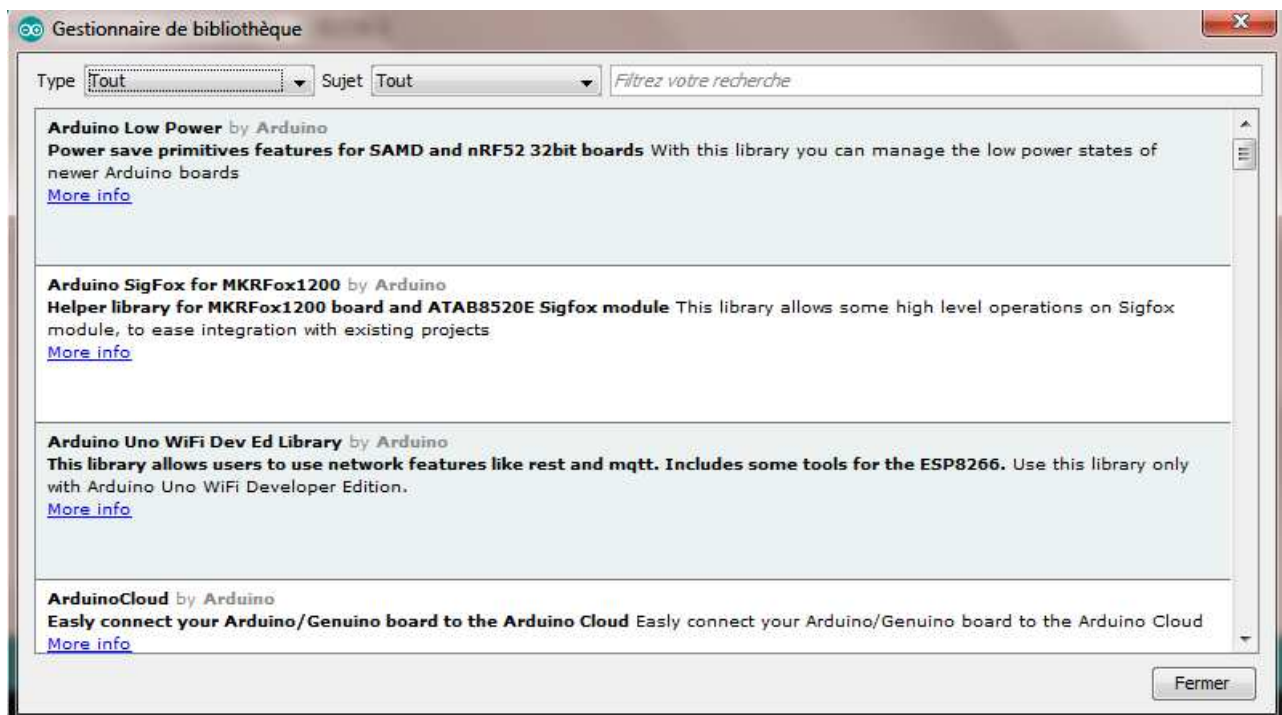 Gestionnaire de bibliothèque
Type Tout Sujet Tout Filtrez votre recherche
Arduino Low Power by Arduino
Power save primitives features for SAMD and nRF52 32bit boards With this library you can manage the low power states of
newer Arduino boards
More info
Arduino SigFox for MKRFox1200 by Arduino
Helper library for MKRFox1200 board and ATAB8520E Sigfox module This library allows some high level operations on Sigfox
module, to ease integration with existing projects
More info
Arduino Uno WiFi Dev Ed Library by Arduino
This library allows users to use network features like rest and mqtt. Includes some tools for the ESP8266. Use this library only
with Arduino Uno WiFi Developer Edition.
More info
ArduinoCloud by Arduino
Easly connect your Arduino/Genuino board to the Arduino Cloud Easly connect your Arduino/Genuino board to the Arduino Cloud
More info
Fermer